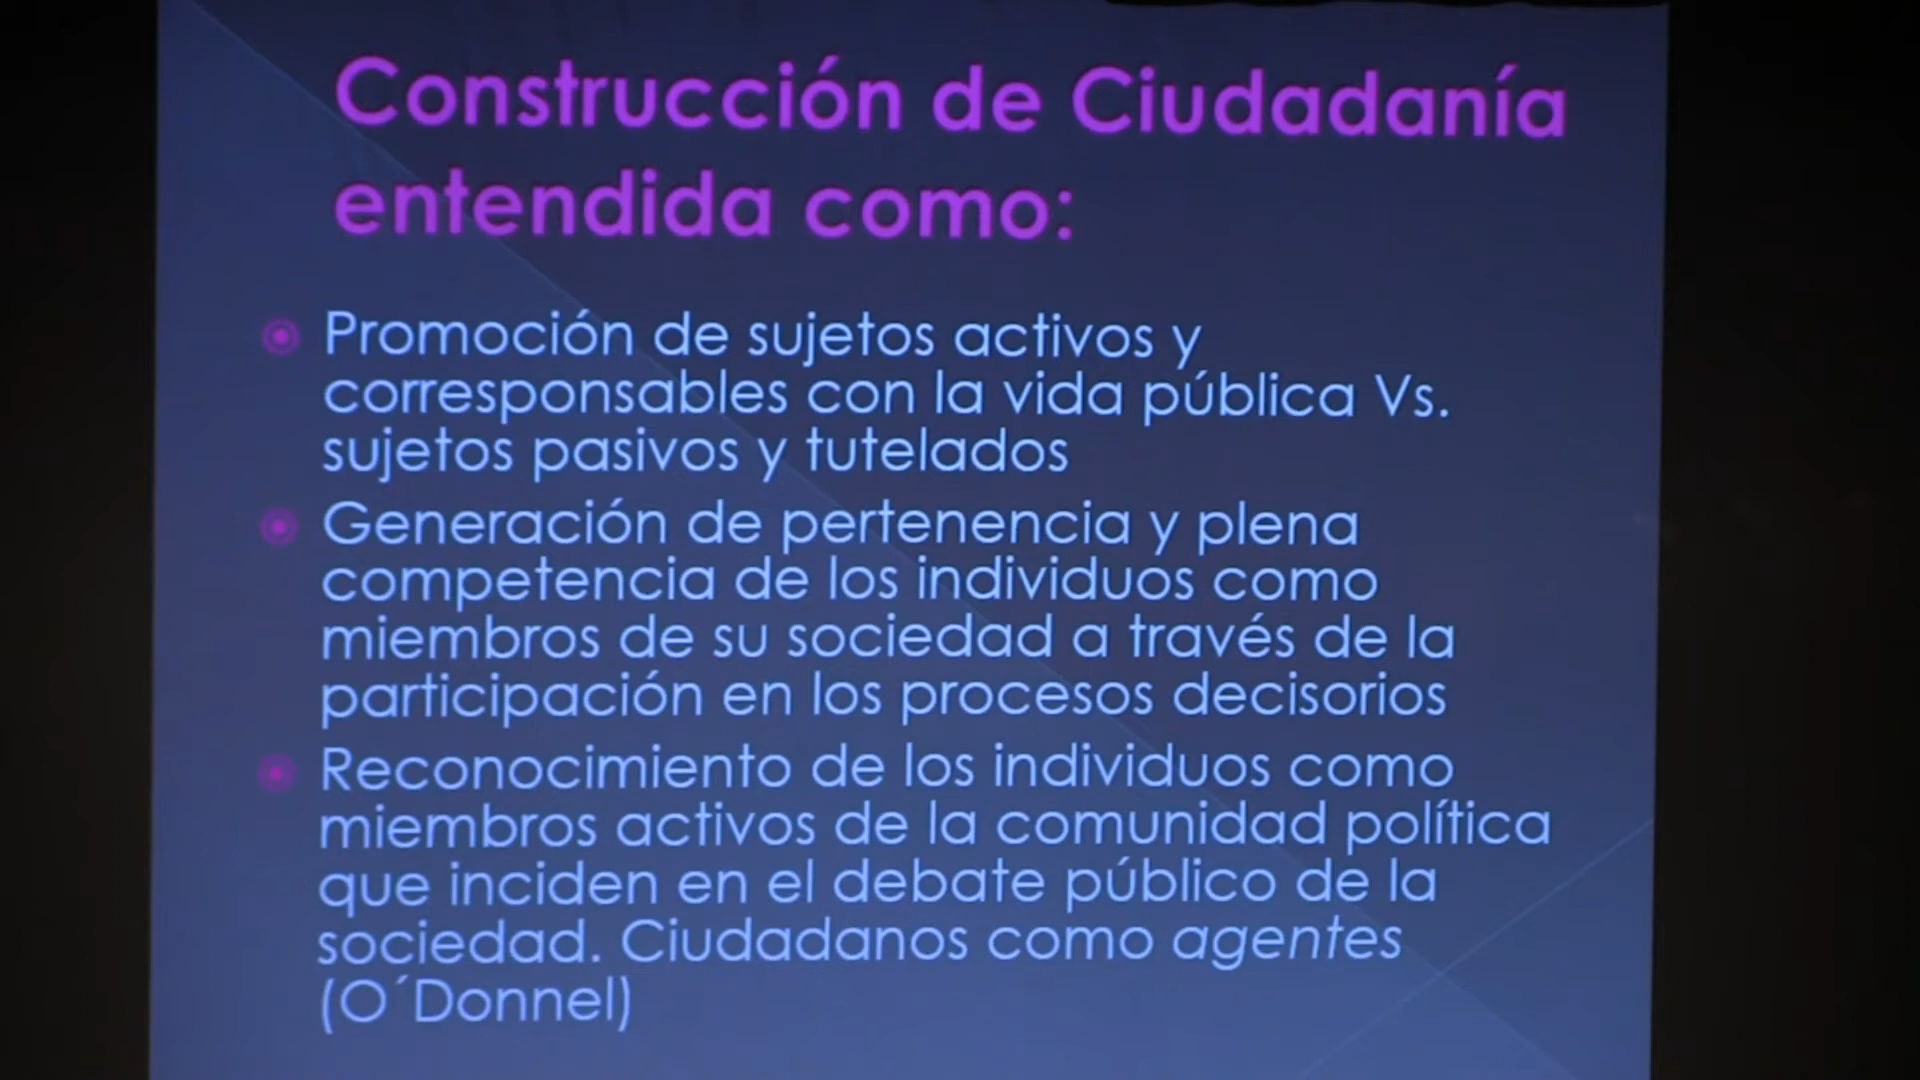 Construcción de Ciudadanía
entendida como:
Promoción de sujetos activos y
corresponsables con la vida pública Vs.
sujetos pasivos y tutelados
Generación de pertenencia y plena
competencia de los individuos como
miembros de su sociedad a través de la
participación en los procesos decisorios
Reconocimiento de los individuos como
miembros activos de la comunidad política
que inciden en el debate público de la
sociedad. Ciudadanos como agentes
(O´Donnel)